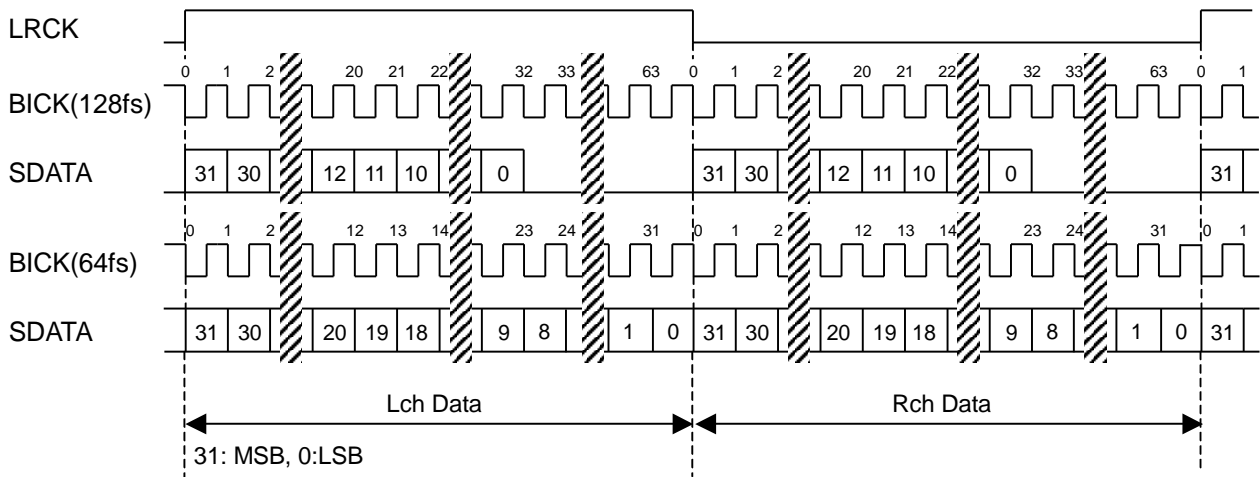 LRCK
0 1 2 20 21 22 32 33 63 0 1 2 20 21 22 32 33 63 0 1
BICK(128fs)
SDATA 31 30 12 11 10 0 31 30 12 11 10 0 31
0 1 2 12 13 14 23 24 31 0 1 2 12 13 14 23 24 31 0 1
BICK(64fs)
SDATA 31 30 20 19 18 9 8 1 0 31 30 20 19 18 9 8 1 0 31
Lch Data Rch Data
31: MSB, 0:LSB